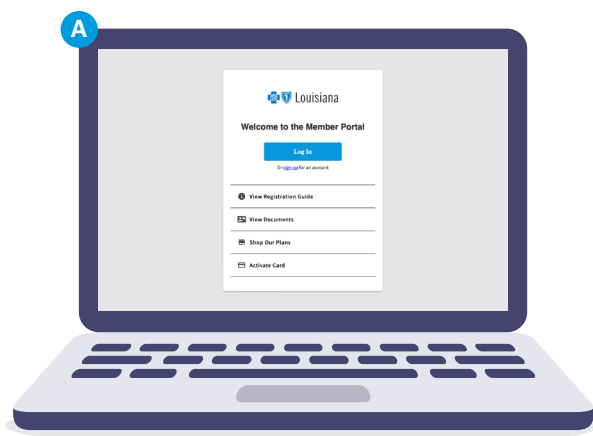 A
Louisiana
Welcome to the Member Portal
Log In
Or sign up for an account
View Registration Guide
View Documents
Shop Our Plans
Activate Card